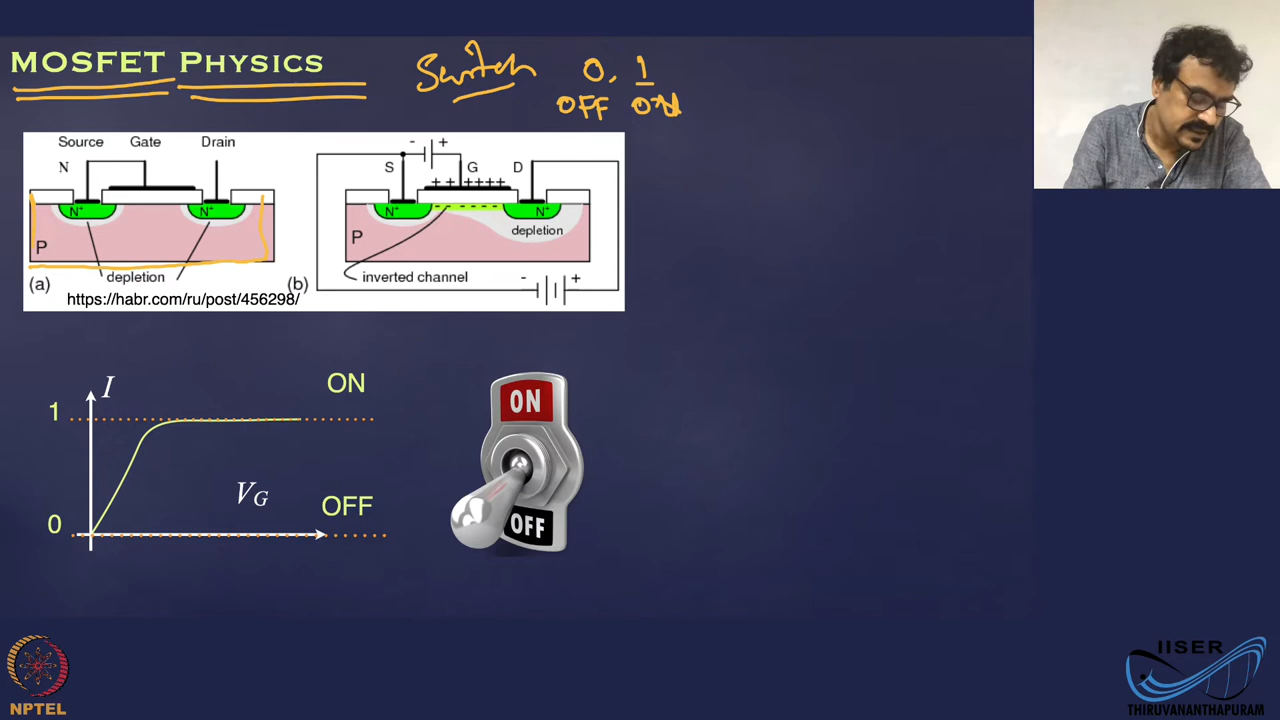 MOSFET PHYSICS
Switch 0, 1
OFF ON
Source Gate Drain
N
N+ N+
P
depletion
(a)
https://habr.com/ru/post/456298/
- +
S G D
+ + ++++
- - - - - -
N+ N+
P
depletion
inverted channel
- +
(b)
I
ON
1
VG
OFF
0
ON
OFF
NPTEL
IISER
THIRUVANANTHAPURAM